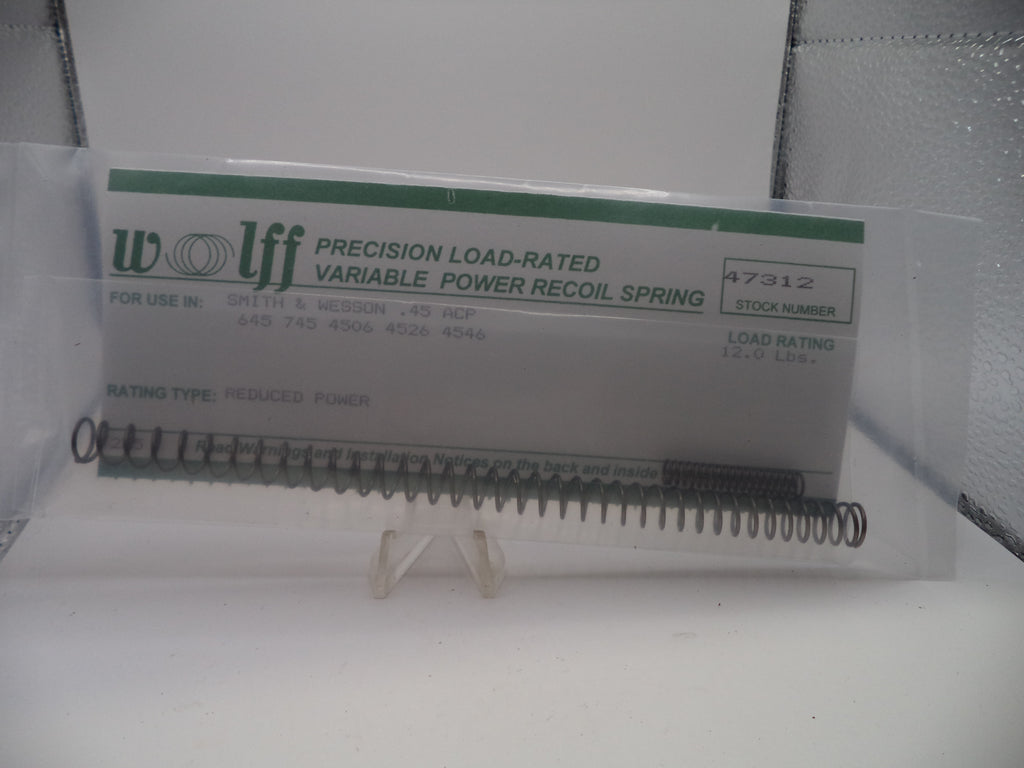 wolff
PRECISION LOAD-RATED
VARIABLE POWER RECOIL SPRING
47312
STOCK NUMBER
FOR USE IN: SMITH & WESSON .45 ACP
645 745 4506 4526 4546
LOAD RATING
12.0 Lbs.
RATING TYPE: REDUCED POWER
Read Warnings and Installation Notices on the back and inside